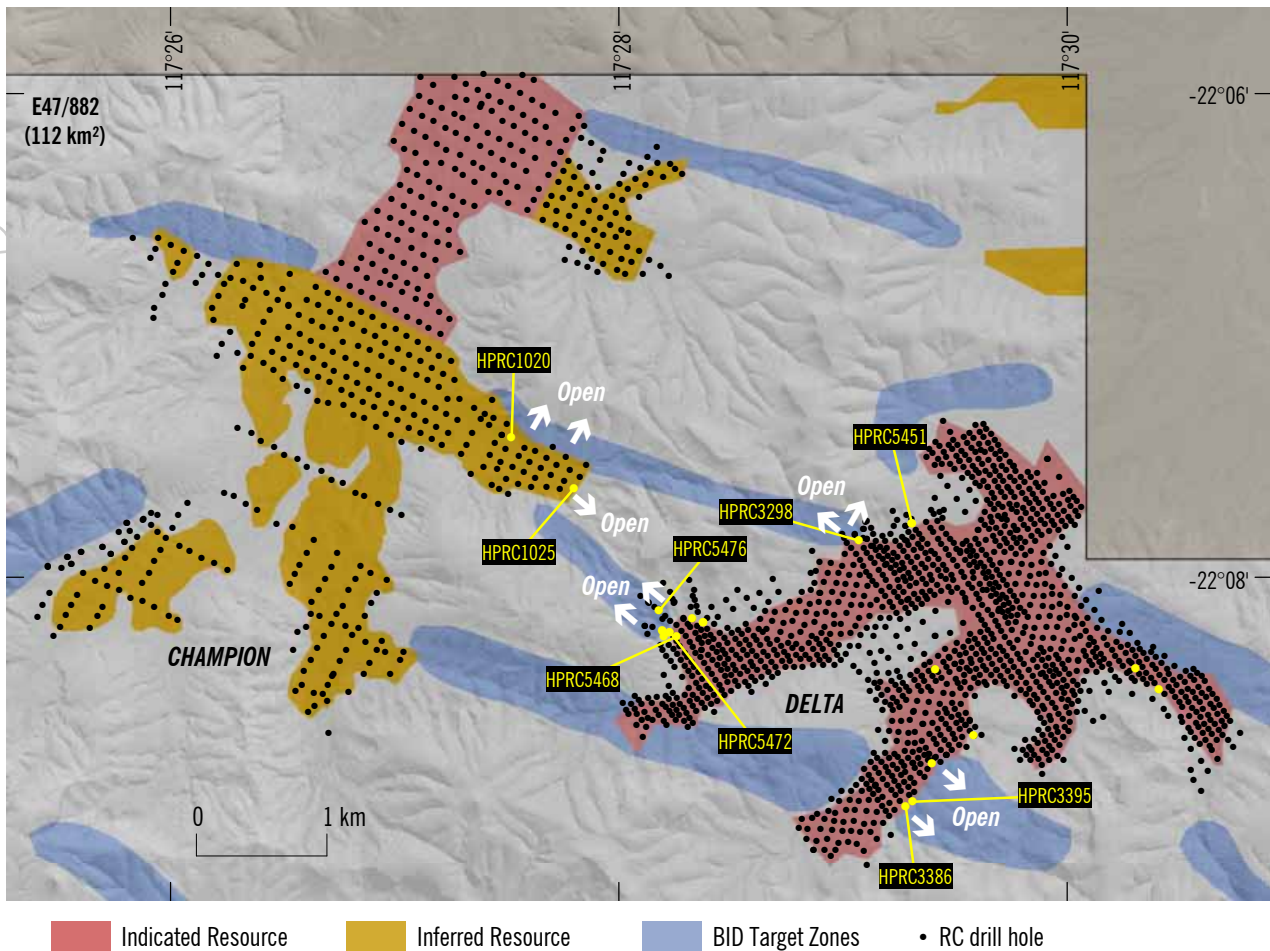 117°26'
117°28'
117°30'
E47/882
(112 km²)
-22°06'
HPRC1020
Open
HPRC5451
Open
HPRC3298
Open
HPRC1025
HPRC5476
Open
-22°08'
CHAMPION
HPRC5468
DELTA
HPRC5472
HPRC3395
Open
0 1 km
HPRC3386
Indicated Resource
Inferred Resource
BID Target Zones
RC drill hole